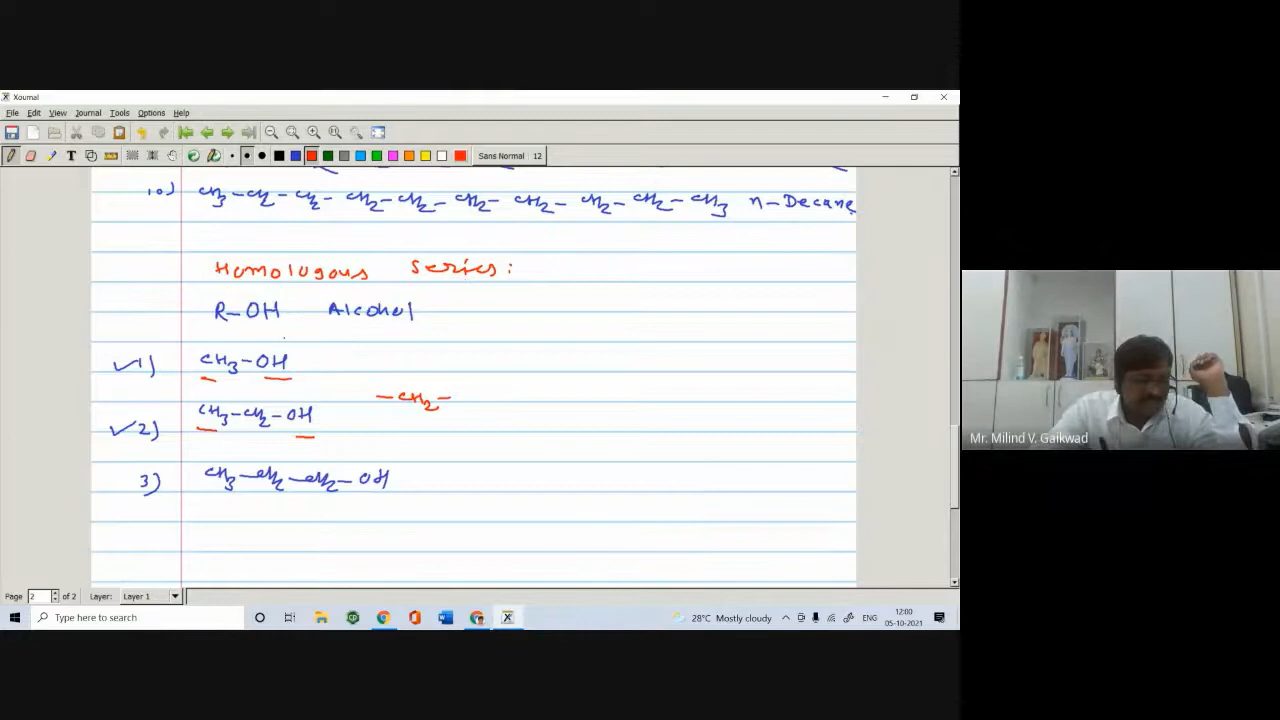 Xournal
File Edit View Journal Tools Options Help
Sans Normal 12
10) CH3-CH2-CH2-CH2-CH2-CH2-CH2-CH2-CH2-CH3 n-Decane
Homologous Series:
R-OH Alcohol
✓1) CH3-OH
-CH2-
✓2) CH3-CH2-OH
3) CH3-CH2-CH2-OH
Mr. Milind V. Gaikwad
Page 2 of 2 Layer: Layer 1
Type here to search
28°C Mostly cloudy ENG 12:00
05-10-2021